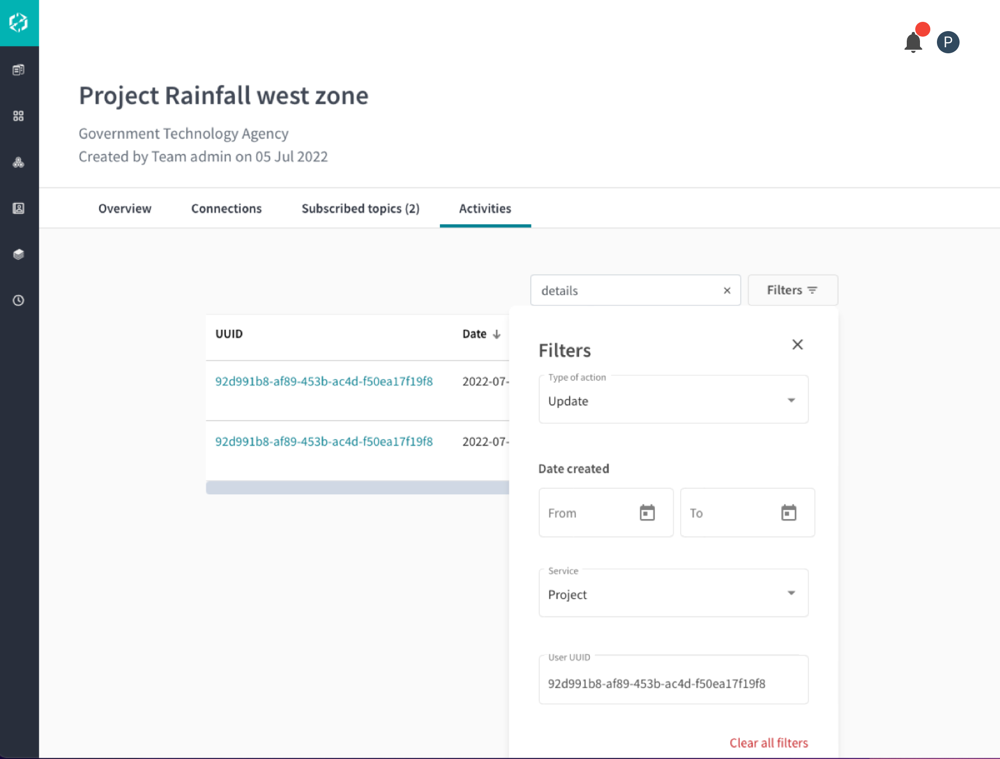 P
Project Rainfall west zone
Government Technology Agency
Created by Team admin on 05 Jul 2022
Overview Connections Subscribed topics (2) Activities
details × Filters
UUID Date ↓
92d991b8-af89-453b-ac4d-f50ea17f19f8 2022-07-
92d991b8-af89-453b-ac4d-f50ea17f19f8 2022-07-
Filters
Type of action
Update
Date created
From To
Service
Project
User UUID
92d991b8-af89-453b-ac4d-f50ea17f19f8
Clear all filters